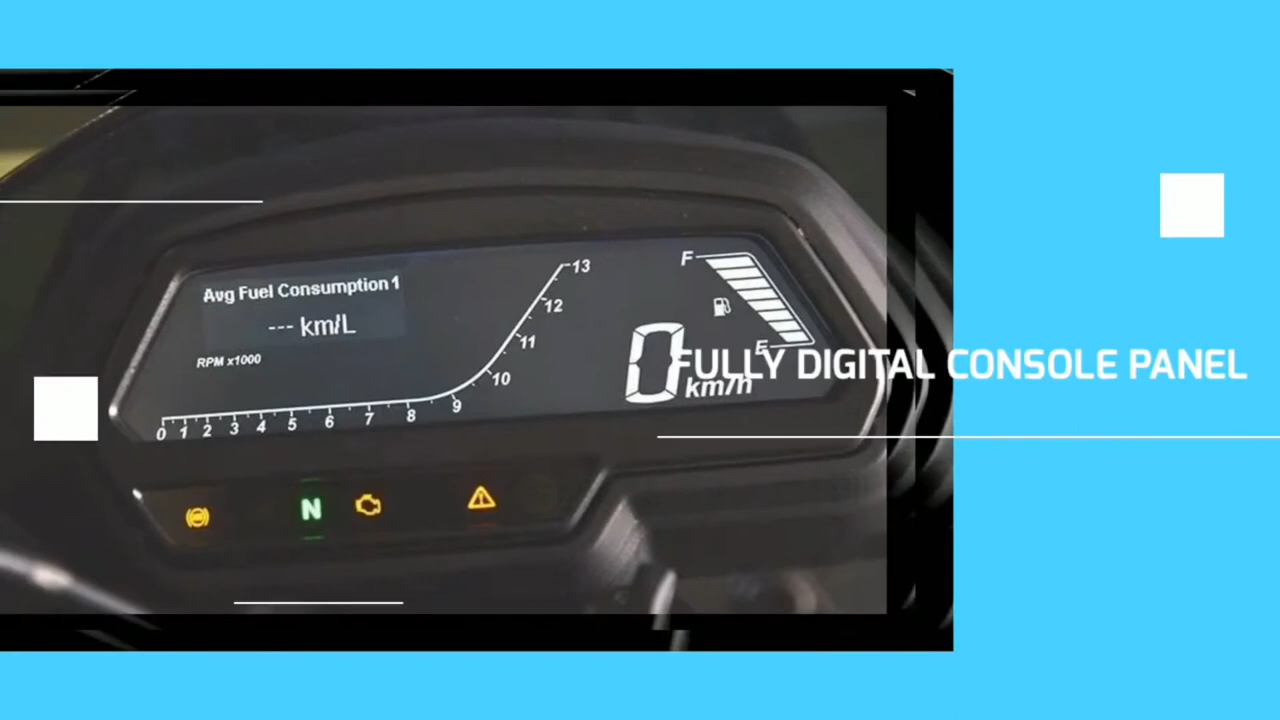 Avg Fuel Consumption 1
--- km/L
RPM x1000
0 1 2 3 4 5 6 7 8 9 10 11 12 13
F
E
0 km/h
N
FULLY DIGITAL CONSOLE PANEL